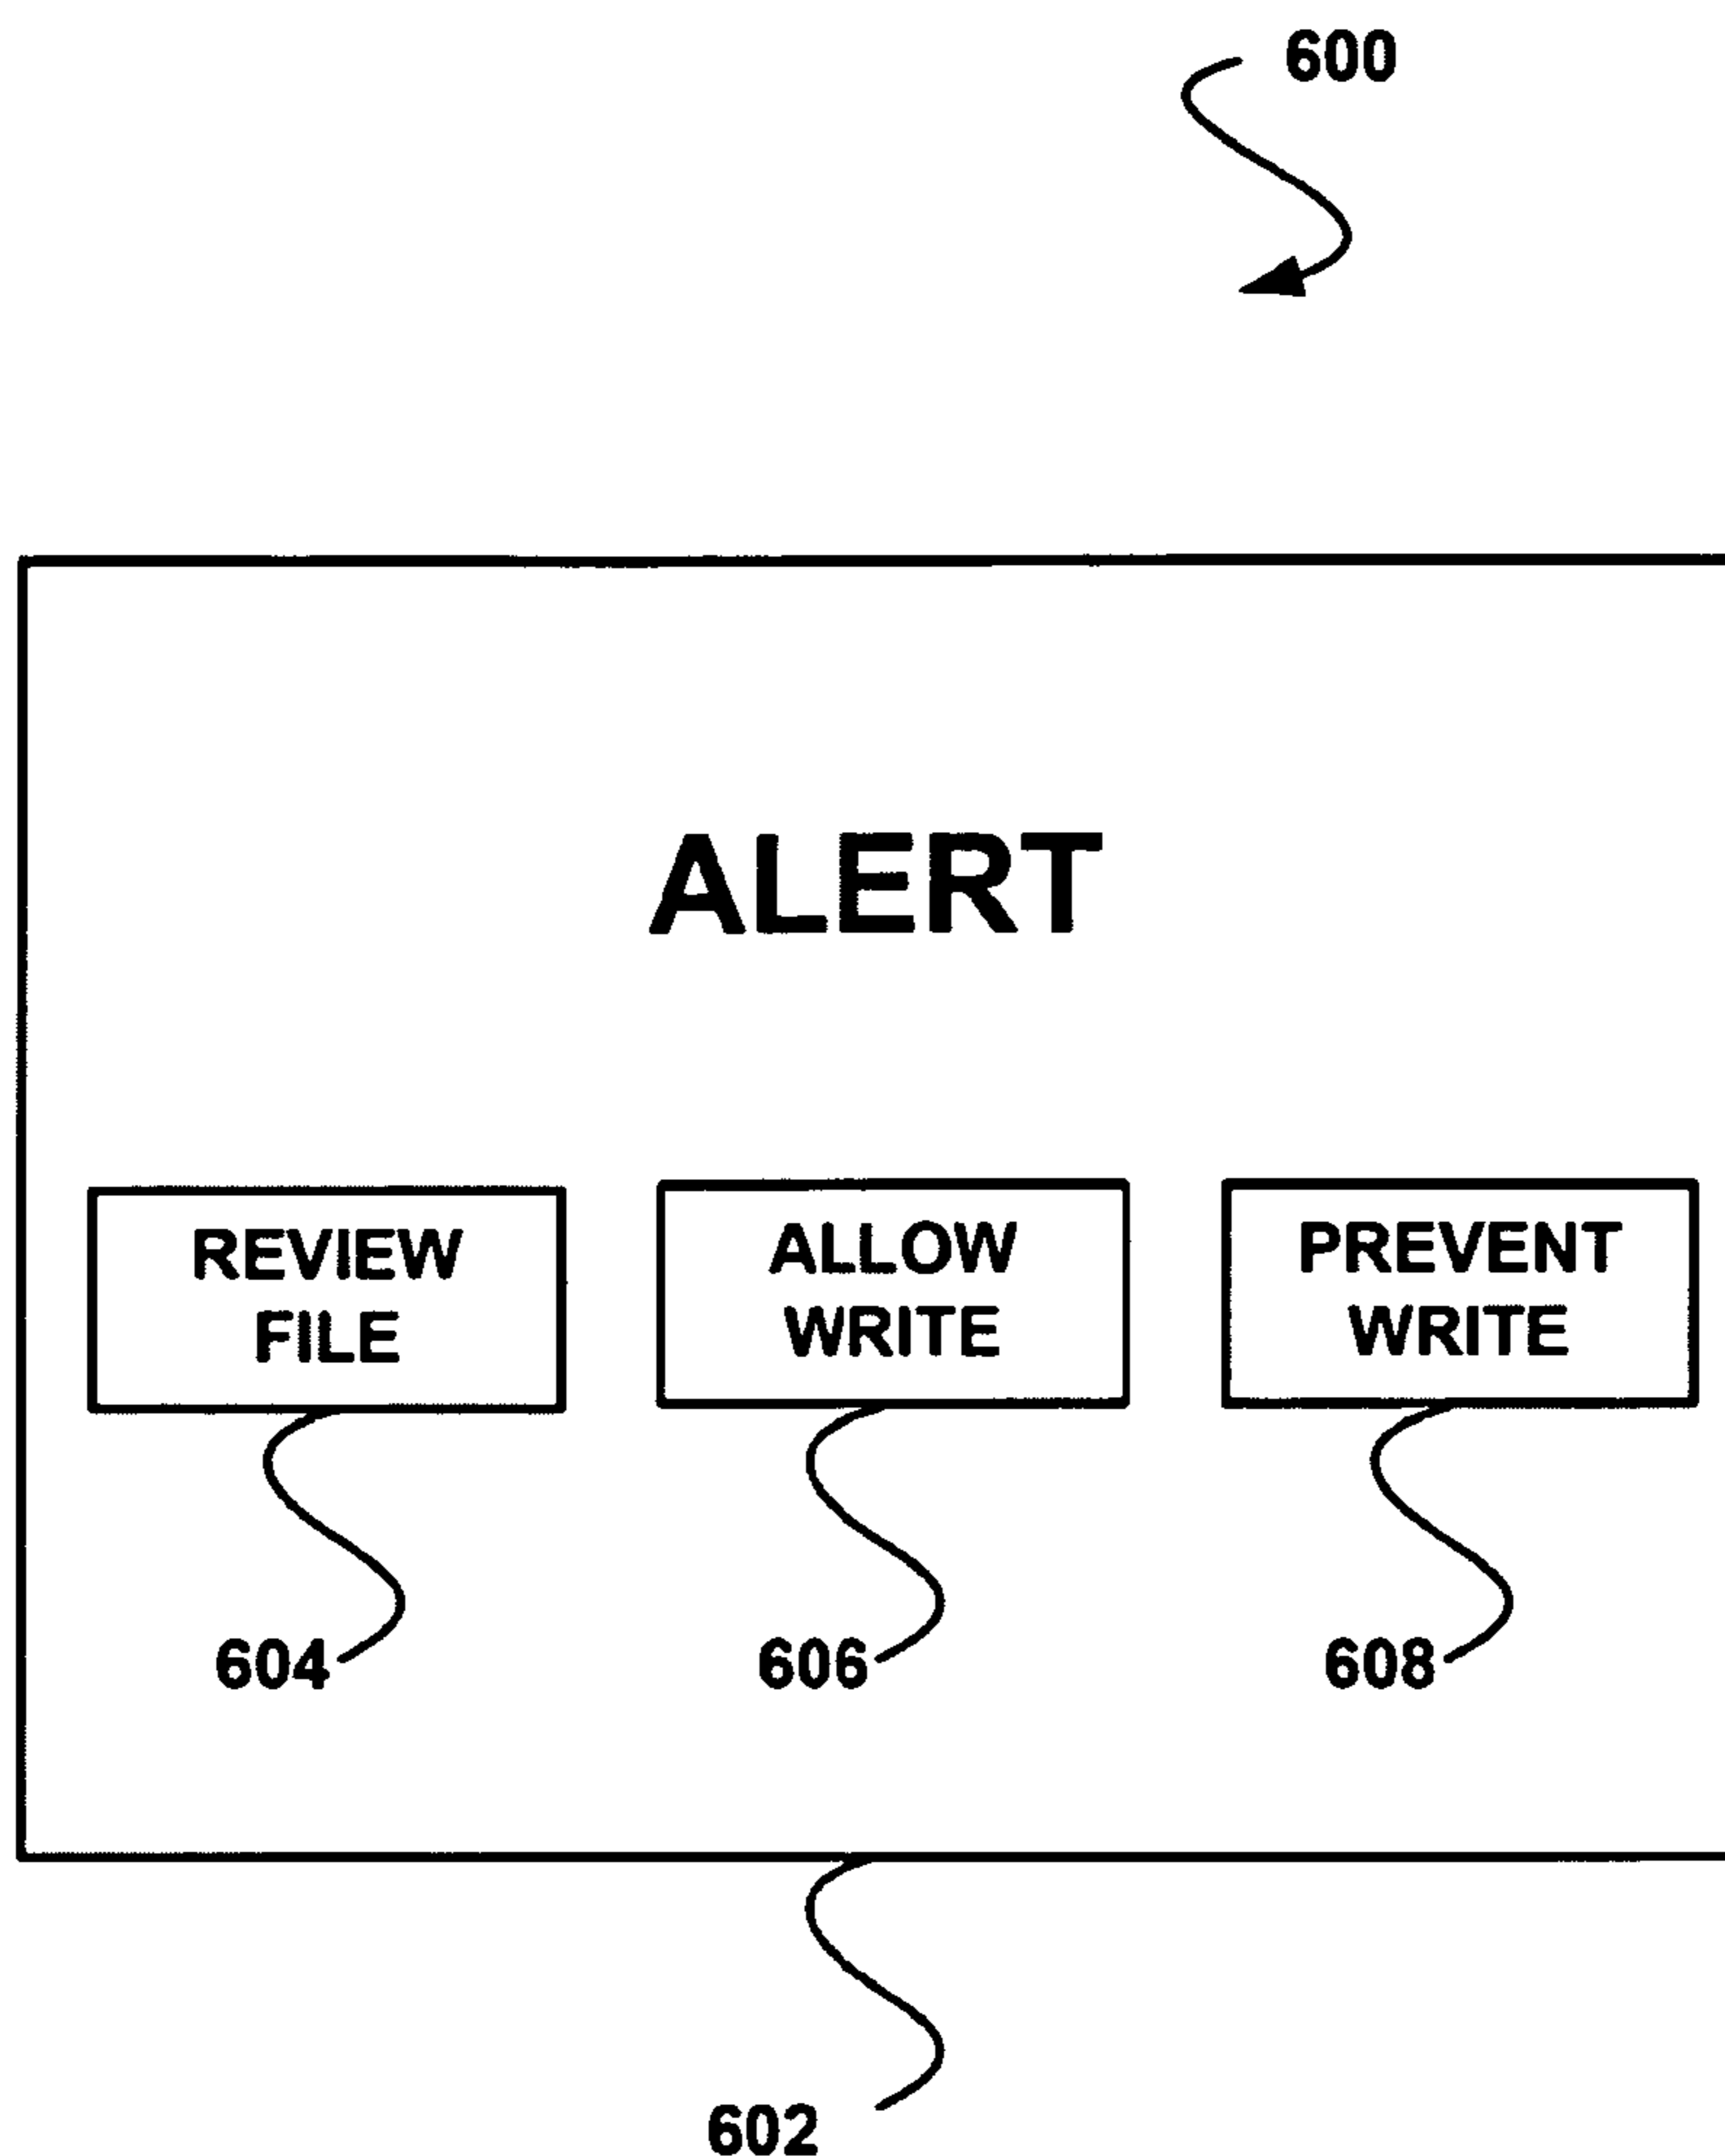 600
ALERT
REVIEW
FILE
ALLOW
WRITE
PREVENT
WRITE
604
606
608
602